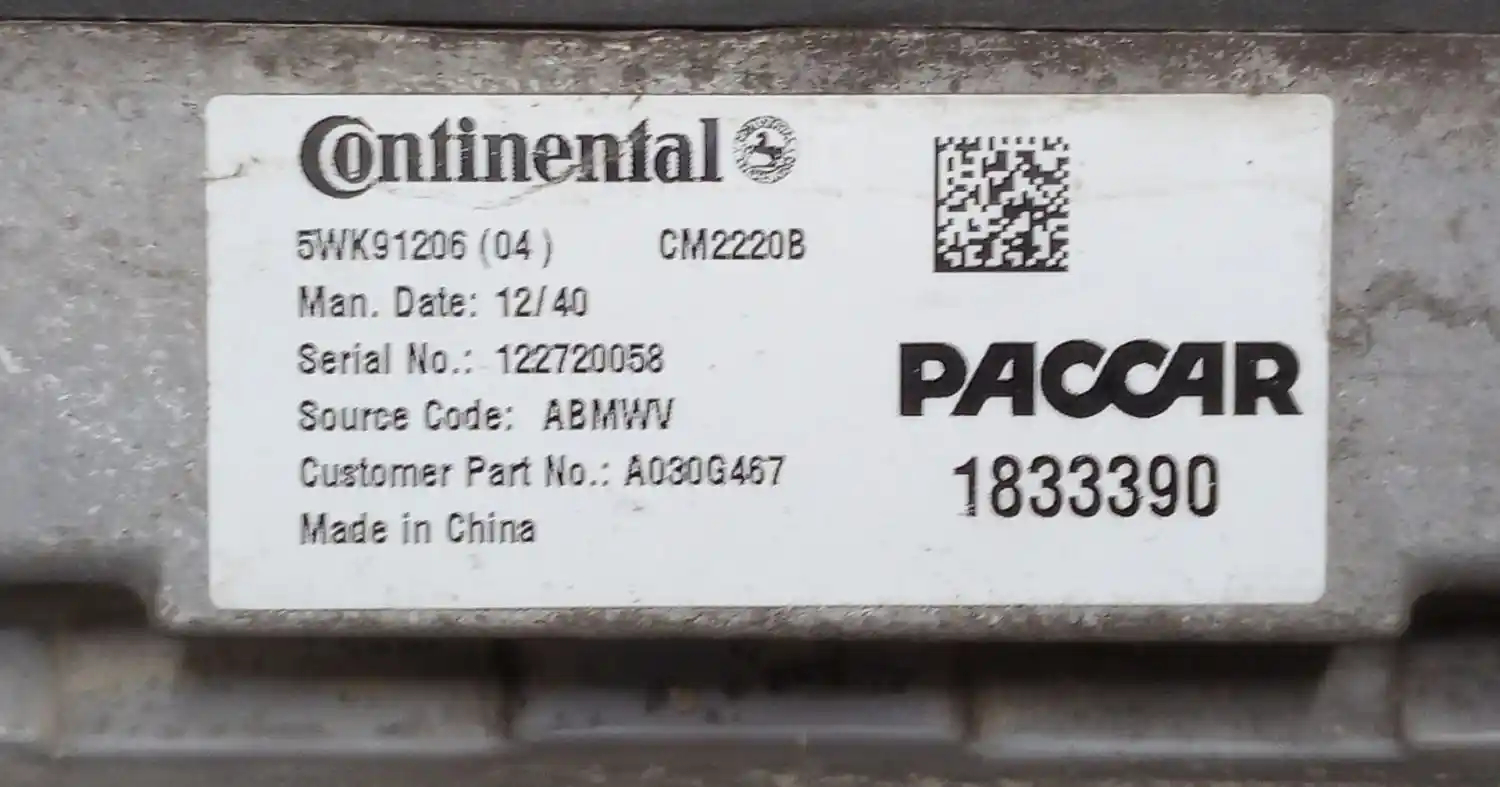 Continental
5WK91206 (04) CM2220B
Man. Date: 12/40
Serial No.: 122720058
Source Code: ABMWV
Customer Part No.: A030G467
Made in China
PACCAR
1833390